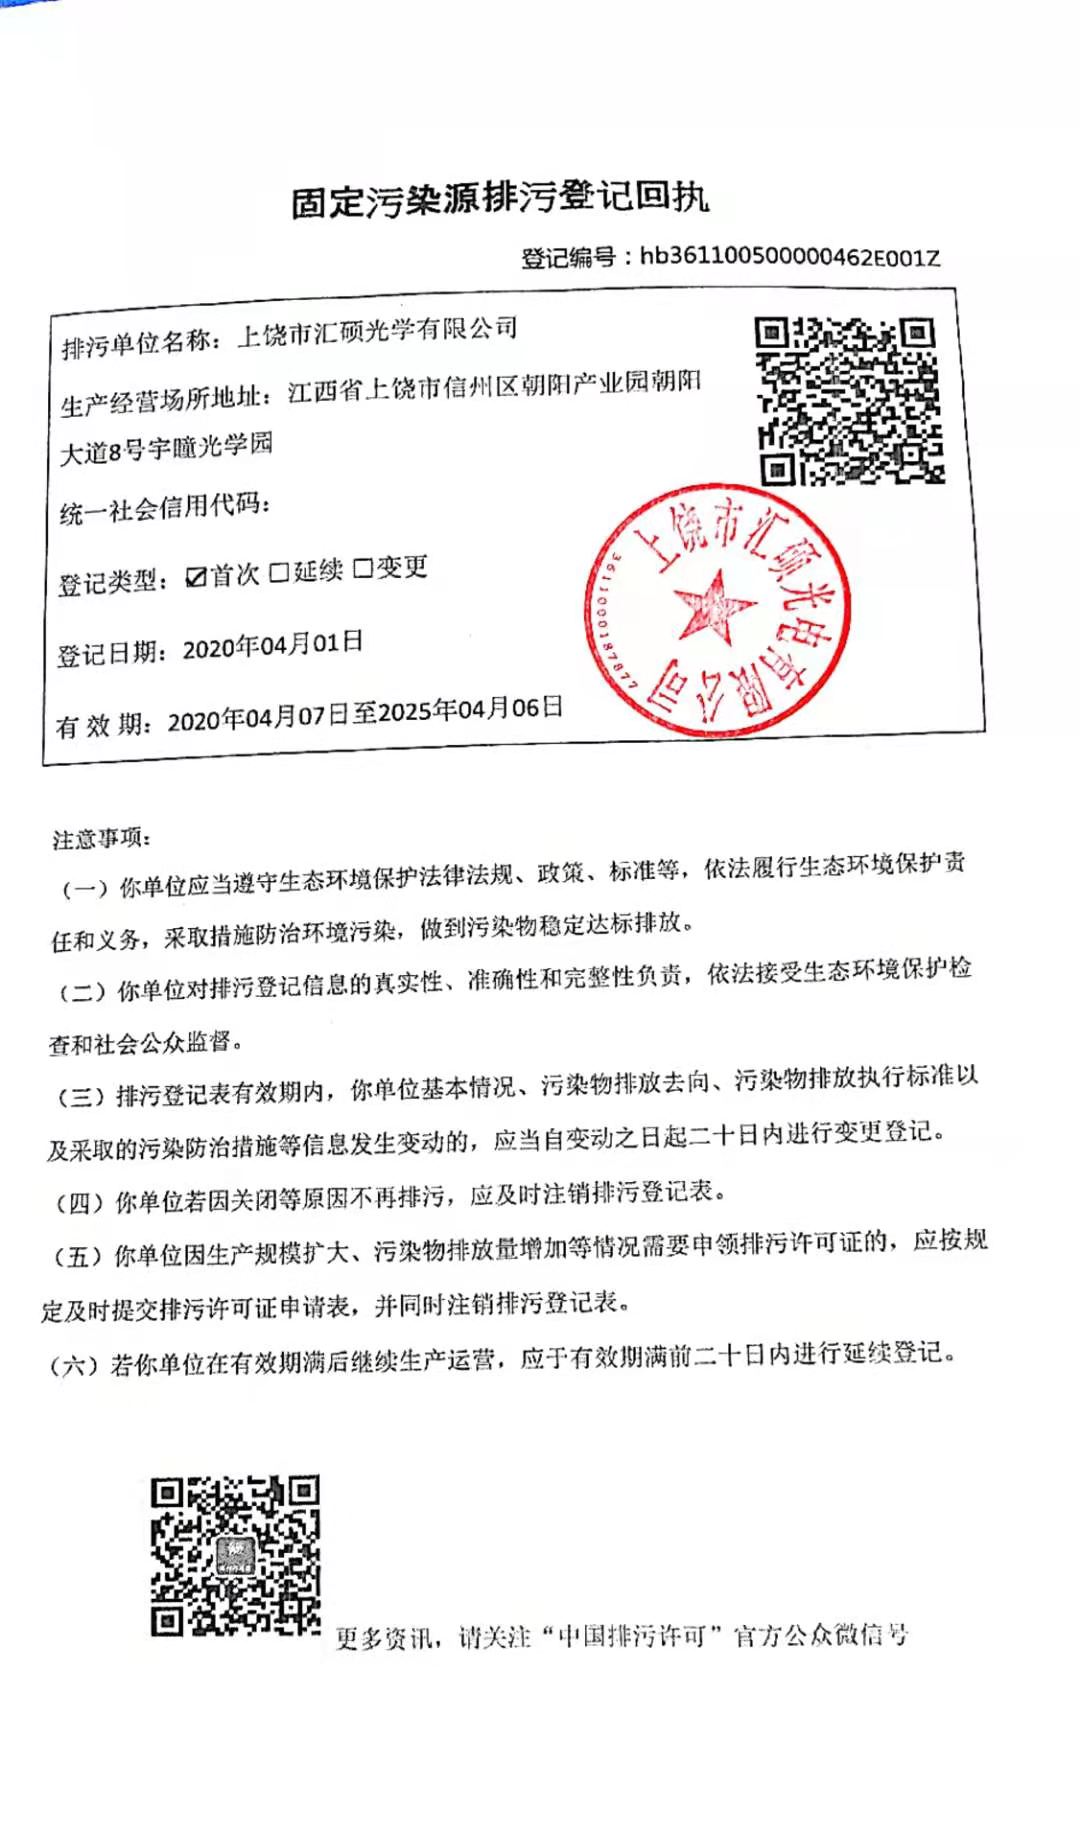 固定污染源排污登记回执
登记编号：hb361100500000462E001Z
排污单位名称：上饶市汇硕光学有限公司
生产经营场所地址：江西省上饶市信州区朝阳产业园朝阳
大道8号宇瞳光学园
统一社会信用代码：
登记类型：☑首次 □延续 □变更
登记日期：2020年04月01日
有 效 期：2020年04月07日至2025年04月06日
上饶市汇硕光电有限公司
3611000187877
注意事项：
（一）你单位应当遵守生态环境保护法律法规、政策、标准等，依法履行生态环境保护责
任和义务，采取措施防治环境污染，做到污染物稳定达标排放。
（二）你单位对排污登记信息的真实性、准确性和完整性负责，依法接受生态环境保护检
查和社会公众监督。
（三）排污登记表有效期内，你单位基本情况、污染物排放去向、污染物排放执行标准以
及采取的污染防治措施等信息发生变动的，应当自变动之日起二十日内进行变更登记。
（四）你单位若因关闭等原因不再排污，应及时注销排污登记表。
（五）你单位因生产规模扩大、污染物排放量增加等情况需要申领排污许可证的，应按规
定及时提交排污许可证申请表，并同时注销排污登记表。
（六）若你单位在有效期满后继续生产运营，应于有效期满前二十日内进行延续登记。
更多资讯，请关注“中国排污许可”官方公众微信号